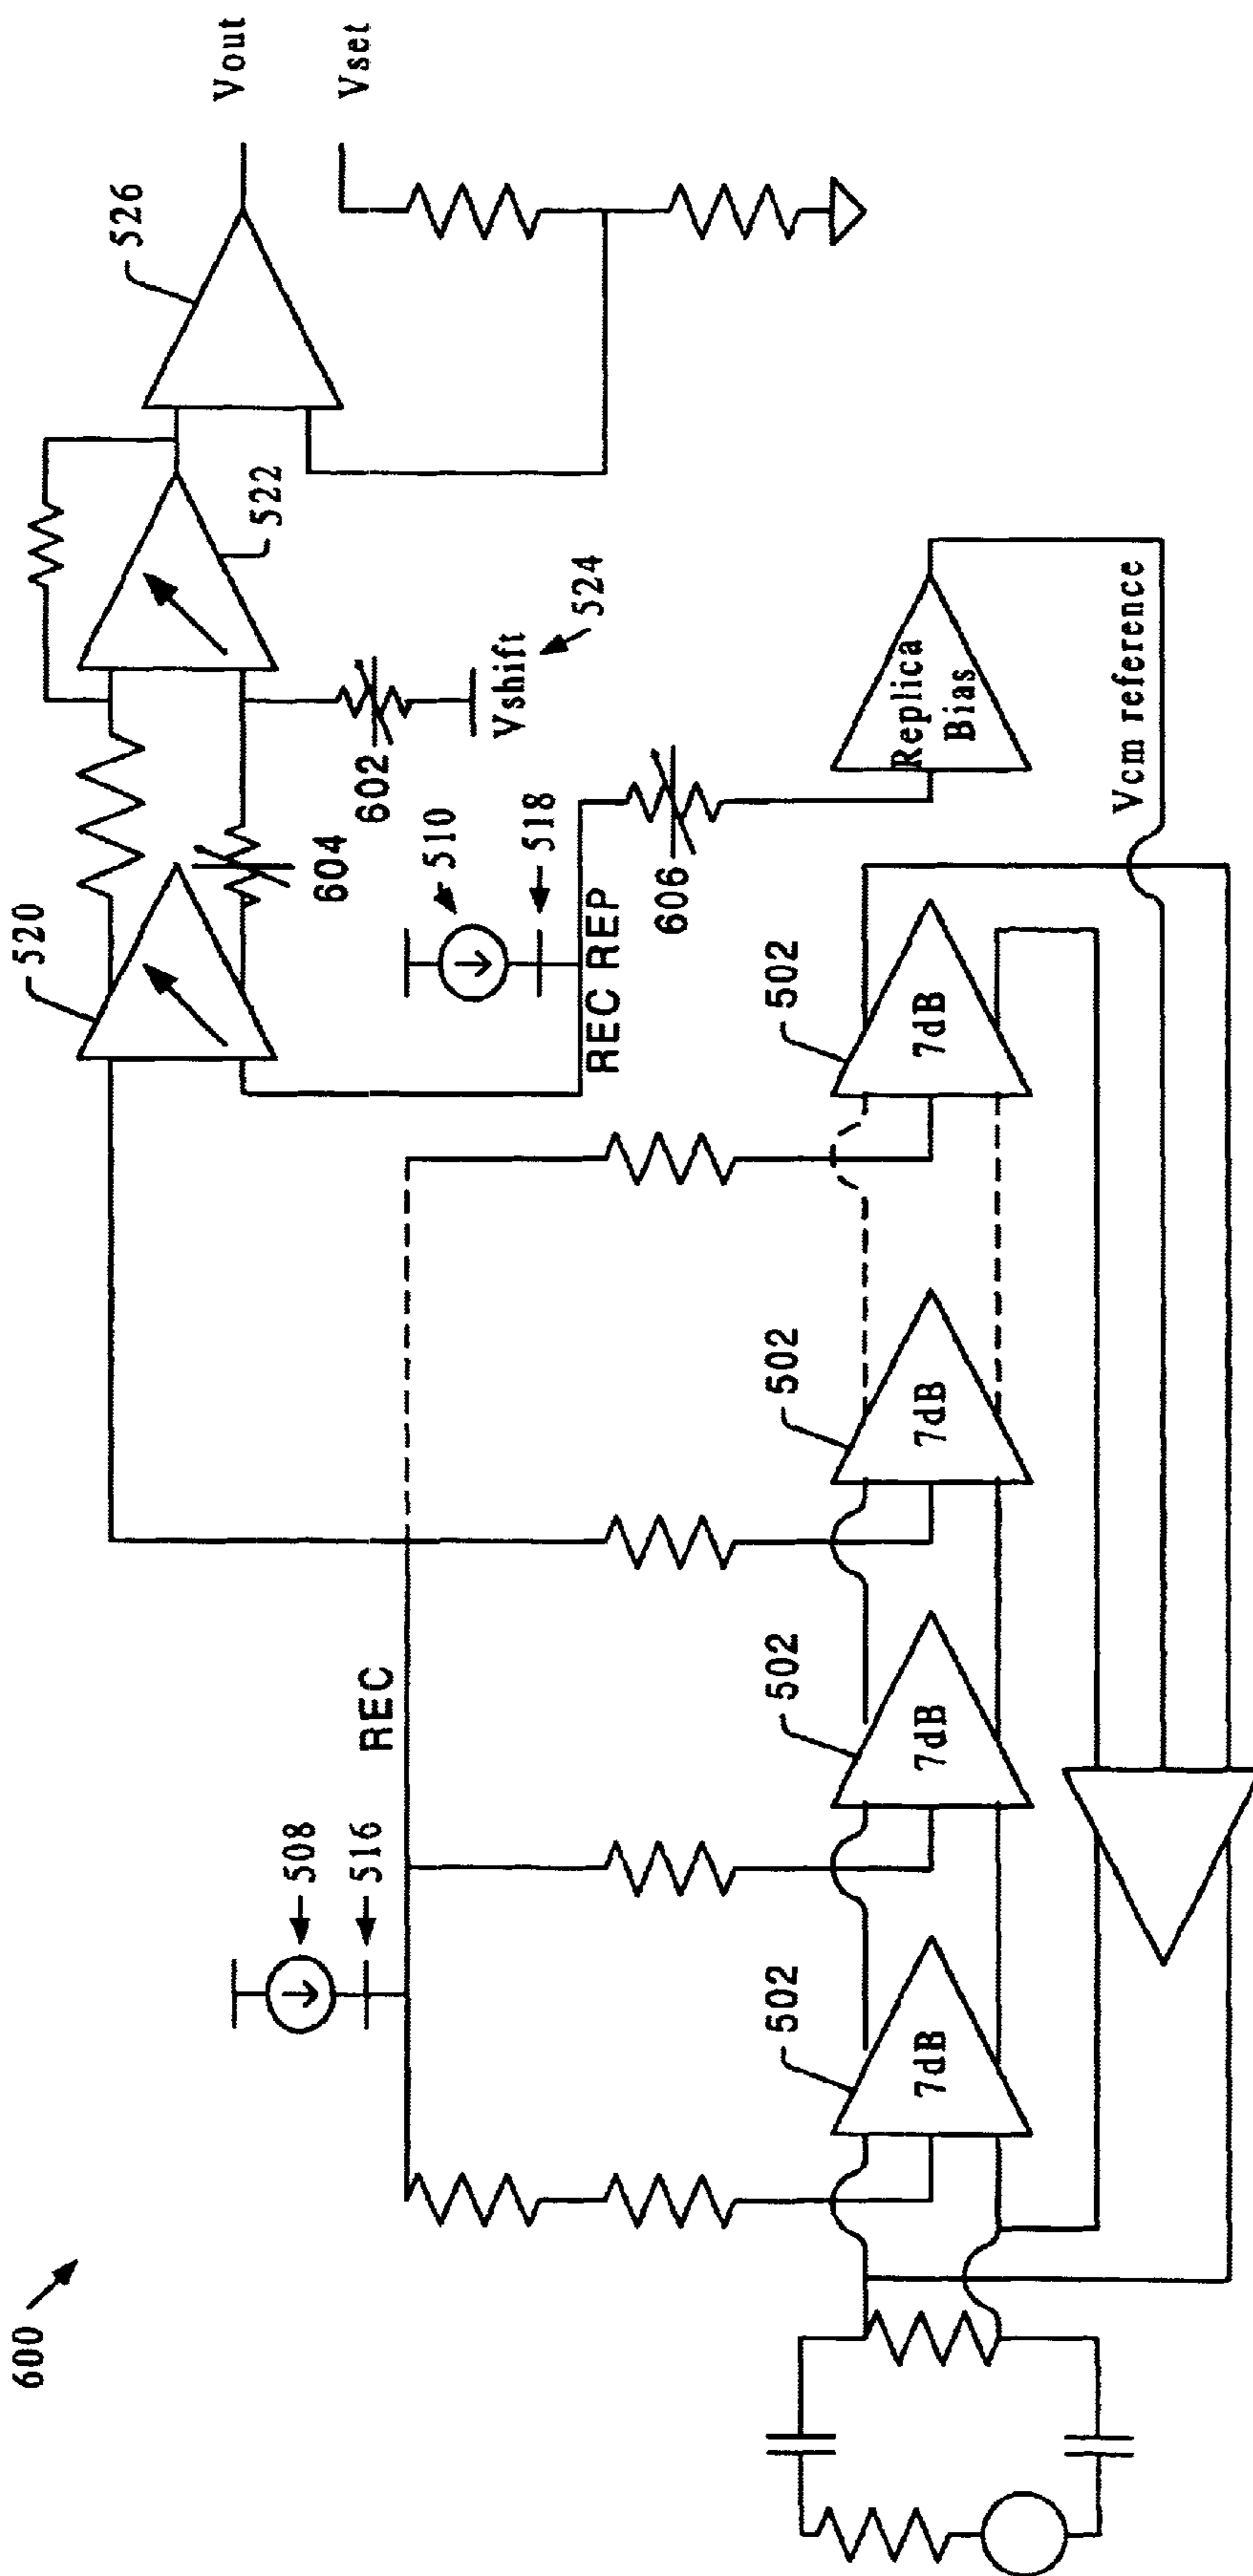 600
508
516
REC
520
604
602
Vshift
524
522
526
Vout
Vset
510
518
REC REP
606
Replica
Bias
Vcm reference
502
7dB
502
7dB
502
7dB
502
7dB